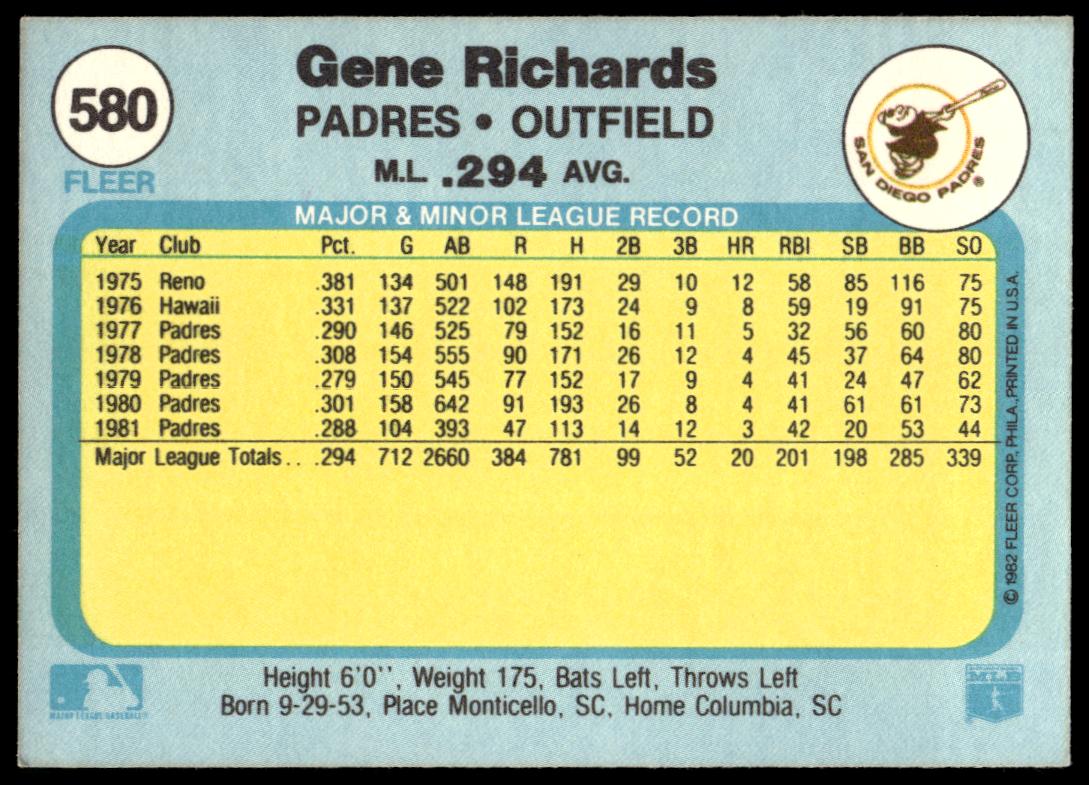 580
FLEER
Gene Richards
PADRES • OUTFIELD
M.L. .294 AVG.
SAN DIEGO PADRES ®
MAJOR & MINOR LEAGUE RECORD
Year Club Pct. G AB R H 2B 3B HR RBI SB BB SO
1975 Reno .381 134 501 148 191 29 10 12 58 85 116 75
1976 Hawaii .331 137 522 102 173 24 9 8 59 19 91 75
1977 Padres .290 146 525 79 152 16 11 5 32 56 60 80
1978 Padres .308 154 555 90 171 26 12 4 45 37 64 80
1979 Padres .279 150 545 77 152 17 9 4 41 24 47 62
1980 Padres .301 158 642 91 193 26 8 4 41 61 61 73
1981 Padres .288 104 393 47 113 14 12 3 42 20 53 44
Major League Totals . . .294 712 2660 384 781 99 52 20 201 198 285 339
© 1982 FLEER CORP., PHILA., PRINTED IN U.S.A.
Height 6'0'', Weight 175, Bats Left, Throws Left
Born 9-29-53, Place Monticello, SC, Home Columbia, SC
MAJOR LEAGUE BASEBALL
MLB